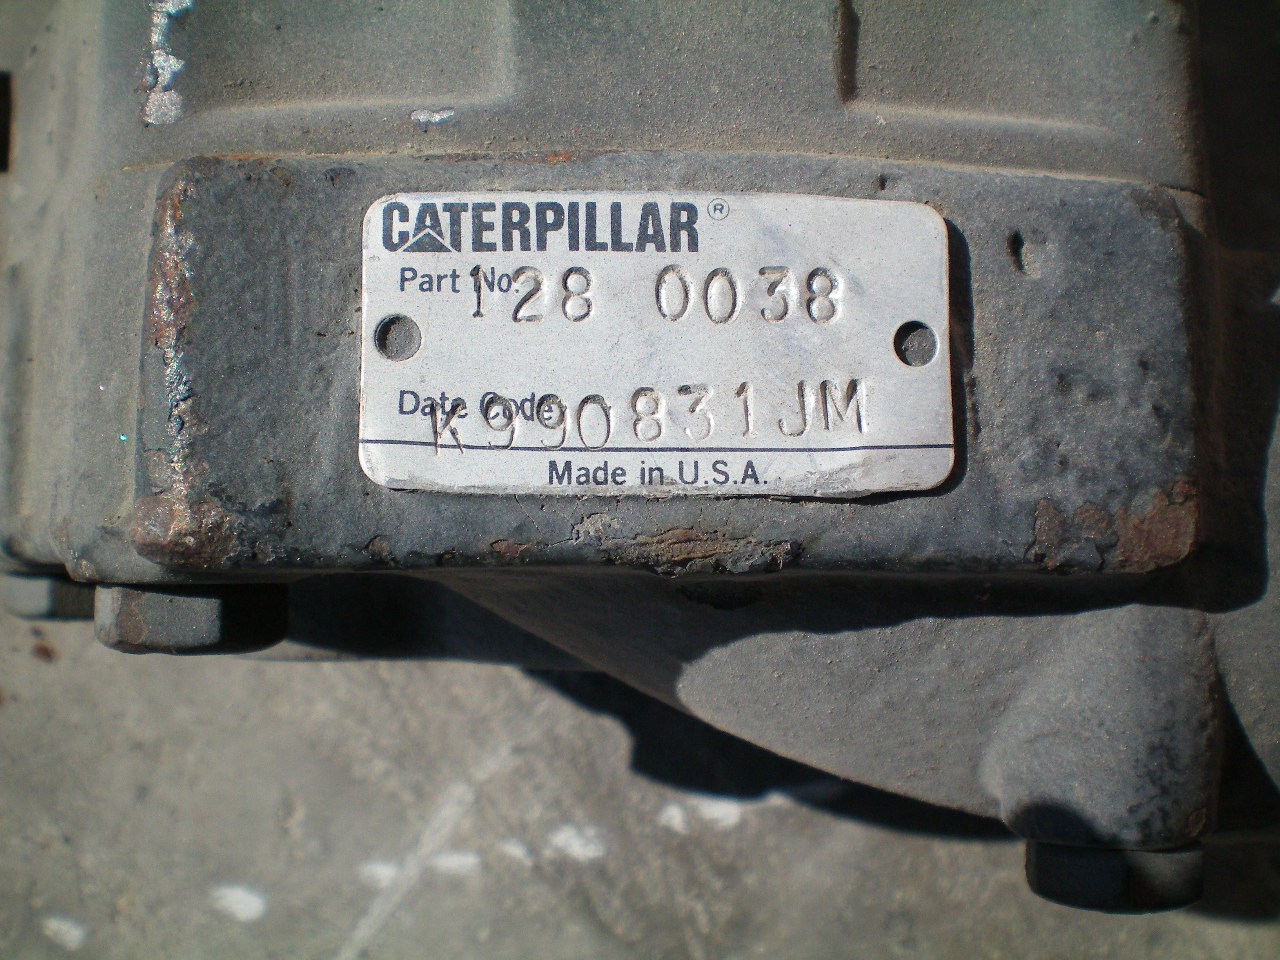 CATERPILLAR®
Part No. 128 0038
Date Code K990831JM
Made in U.S.A.